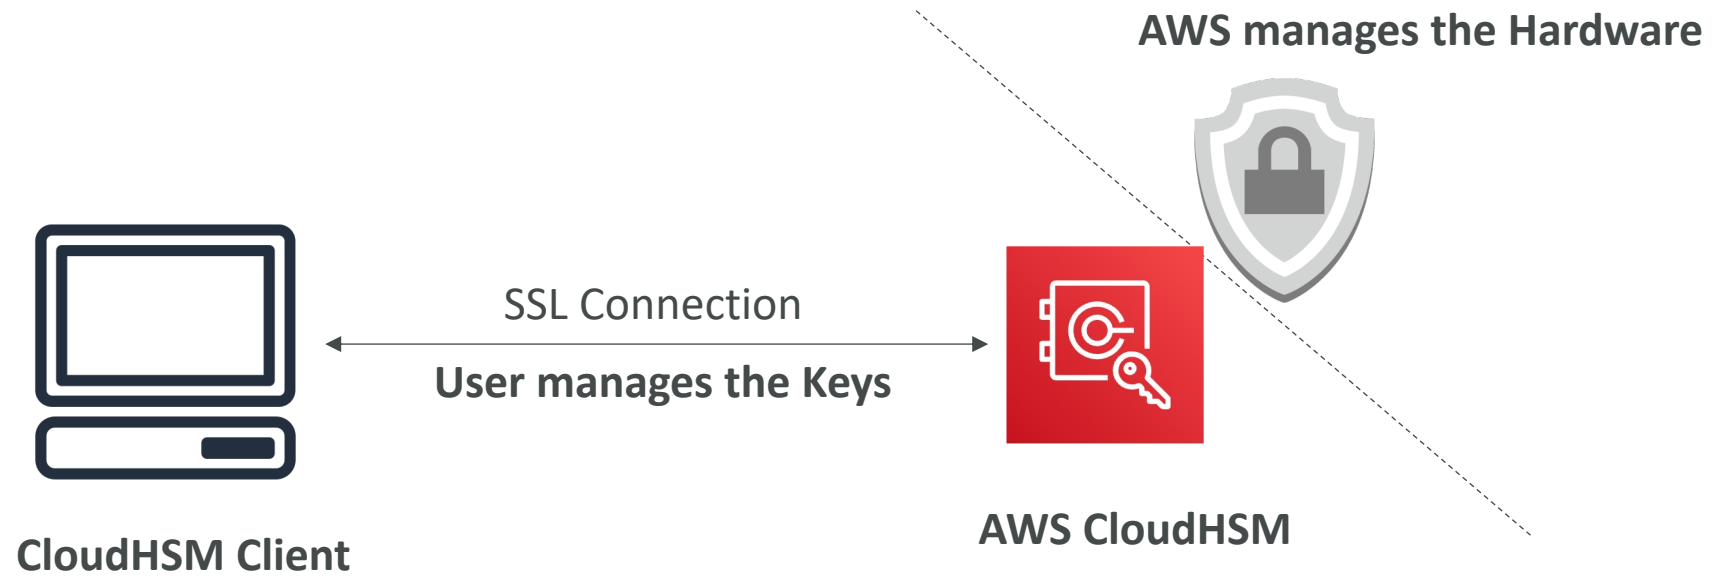 AWS manages the Hardware
SSL Connection
User manages the Keys
AWS CloudHSM
CloudHSM Client